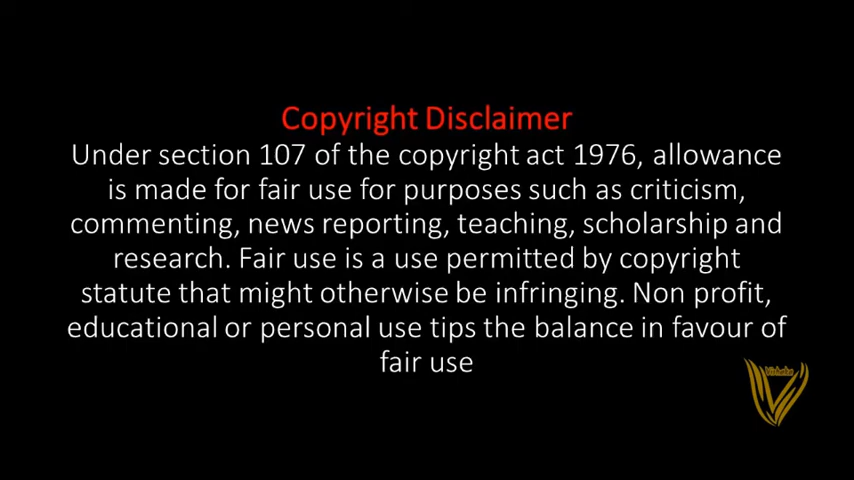 Copyright Disclaimer
Under section 107 of the copyright act 1976, allowance
is made for fair use for purposes such as criticism,
commenting, news reporting, teaching, scholarship and
research. Fair use is a use permitted by copyright
statute that might otherwise be infringing. Non profit,
educational or personal use tips the balance in favour of
fair use